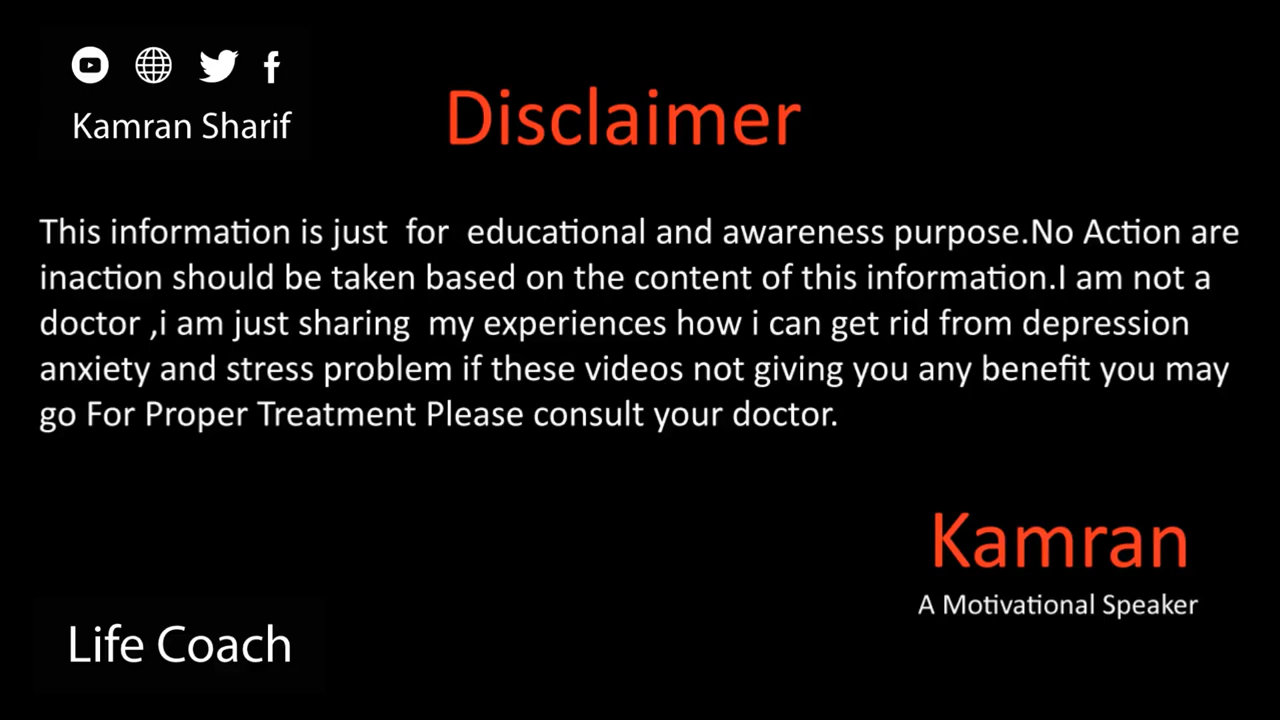 Kamran Sharif
Disclaimer
This information is just  for  educational and awareness purpose.No Action are
inaction should be taken based on the content of this information.I am not a
doctor ,i am just sharing  my experiences how i can get rid from depression
anxiety and stress problem if these videos not giving you any benefit you may
go For Proper Treatment Please consult your doctor.
Kamran
A Motivational Speaker
Life Coach